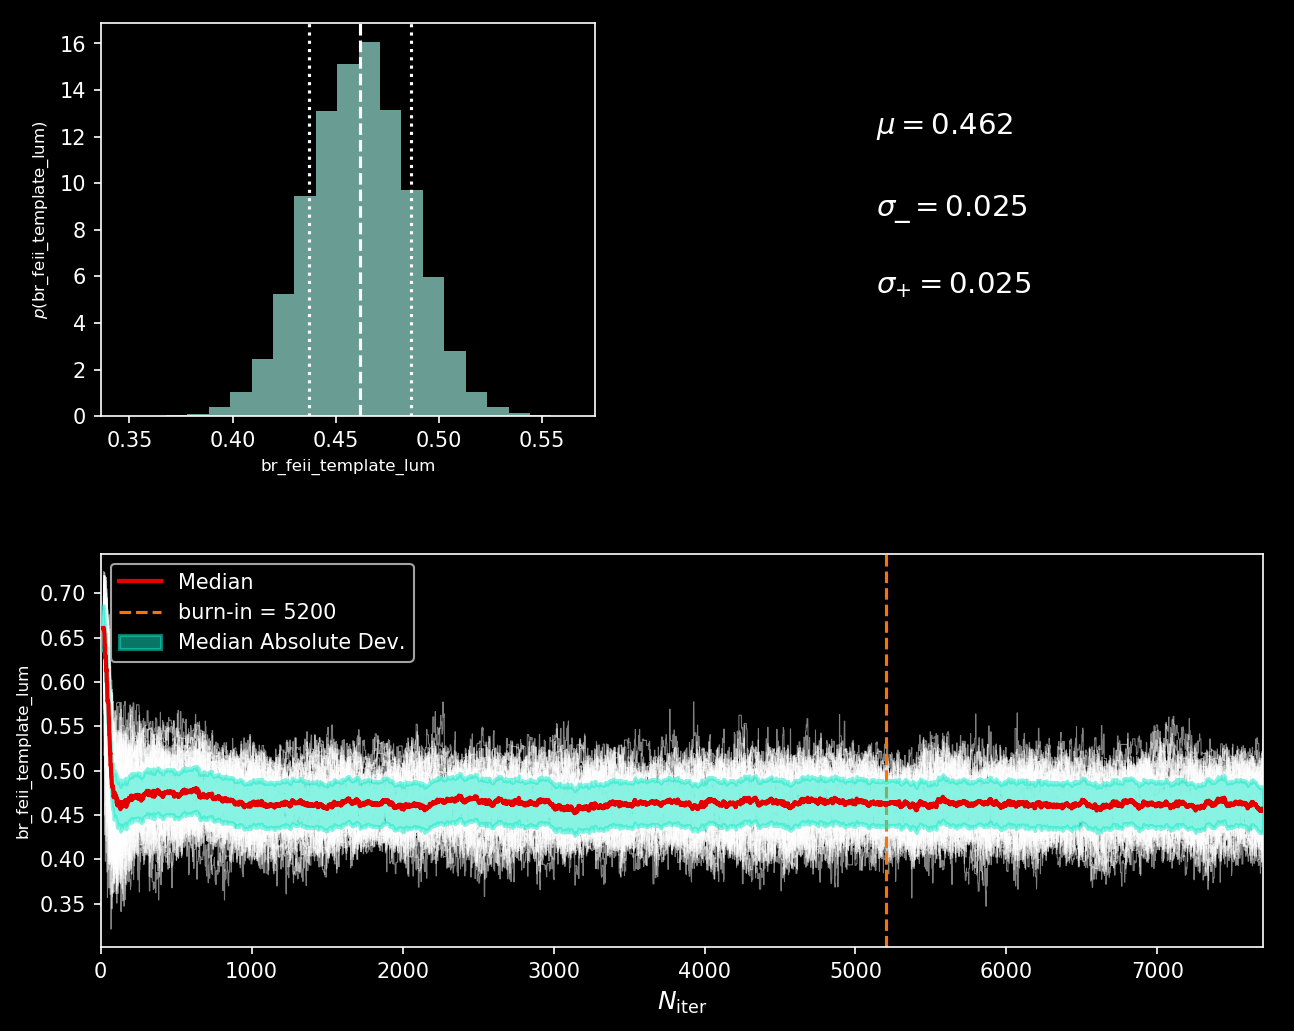 16
14
12
10
8
6
4
2
0
p(br_feii_template_lum)
0.35 0.40 0.45 0.50 0.55
br_feii_template_lum
μ = 0.462
σ_ = 0.025
σ+ = 0.025
Median
burn-in = 5200
Median Absolute Dev.
0.70
0.65
0.60
0.55
0.50
0.45
0.40
0.35
br_feii_template_lum
0 1000 2000 3000 4000 5000 6000 7000
Niter